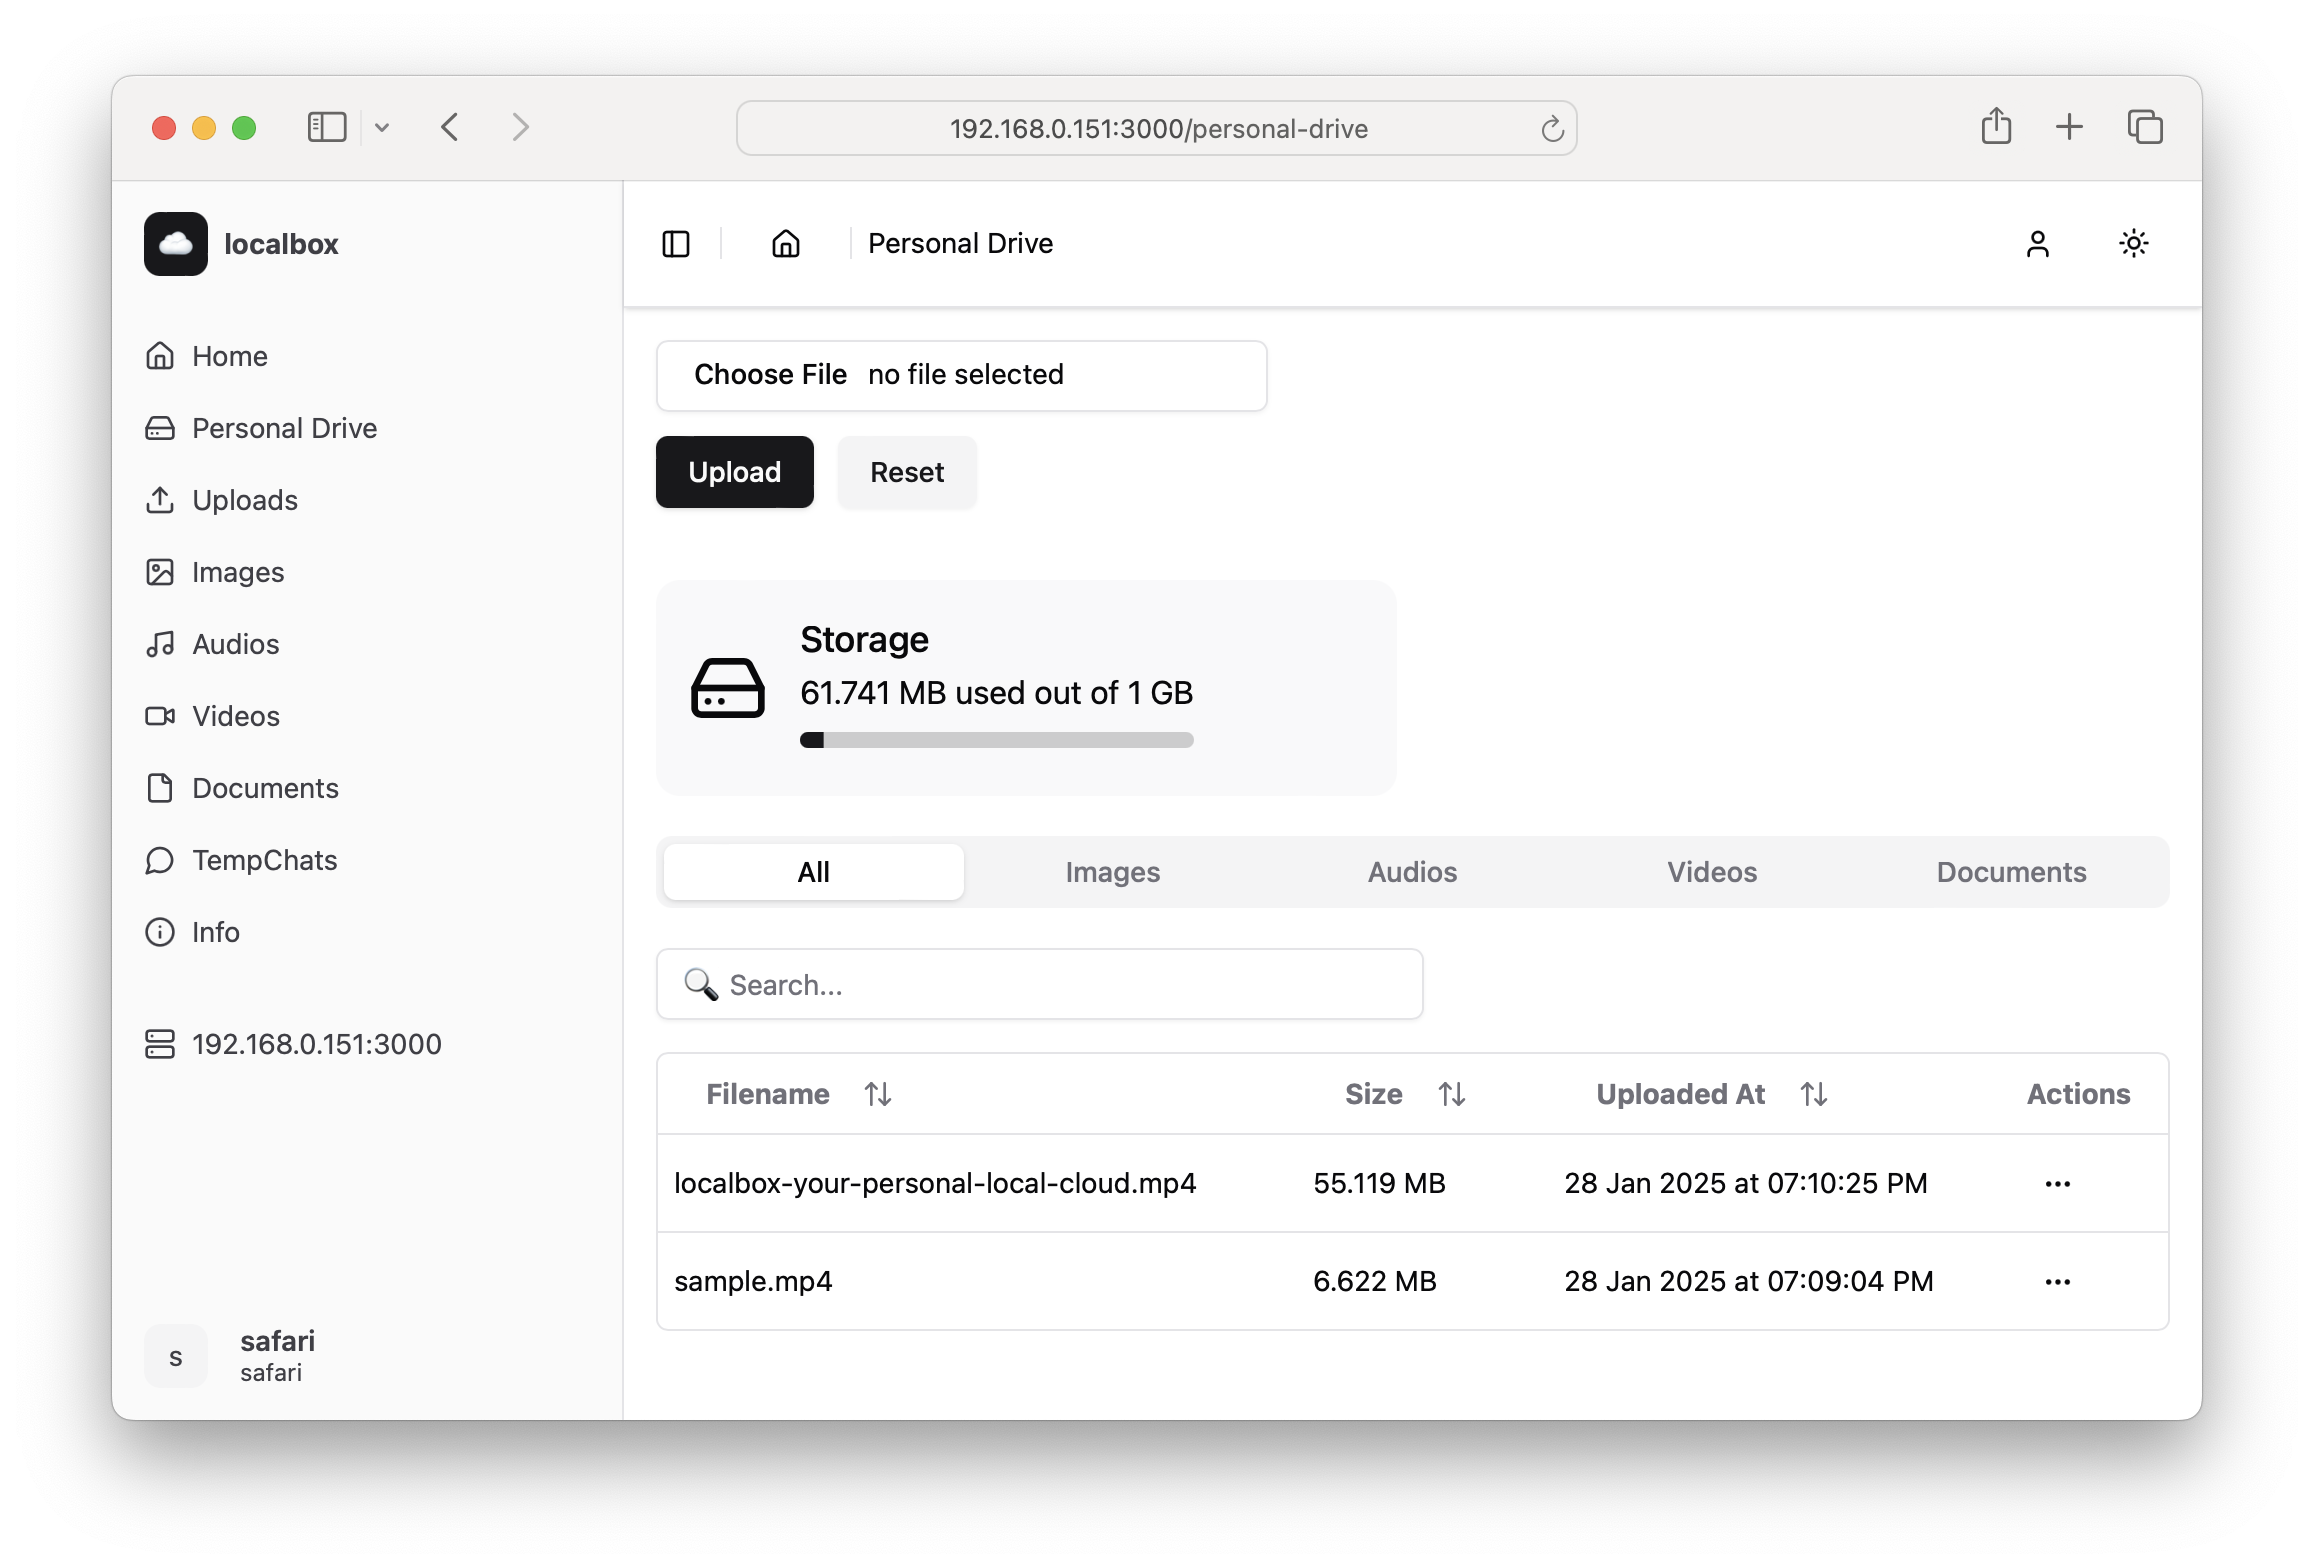 192.168.0.151:3000/personal-drive
localbox
Home
Personal Drive
Uploads
Images
Audios
Videos
Documents
TempChats
Info
192.168.0.151:3000
s
safari
safari
Personal Drive
Choose File no file selected
Upload
Reset
Storage
61.741 MB used out of 1 GB
All Images Audios Videos Documents
Search...
Filename Size Uploaded At Actions
localbox-your-personal-local-cloud.mp4 55.119 MB 28 Jan 2025 at 07:10:25 PM
sample.mp4 6.622 MB 28 Jan 2025 at 07:09:04 PM